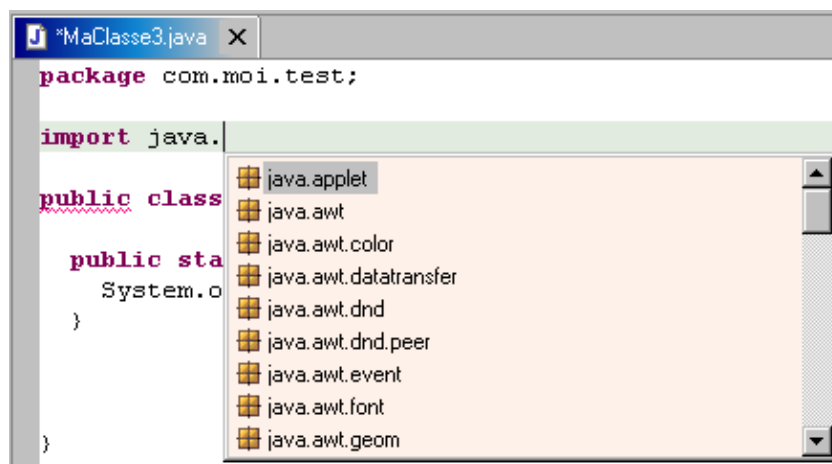 *MaClasse3.java
package com.moi.test;
import java.
java.applet
public class
java.awt
java.awt.color
public sta
java.awt.datatransfer
System.o
java.awt.dnd
}
java.awt.dnd.peer
java.awt.event
java.awt.font
}
java.awt.geom